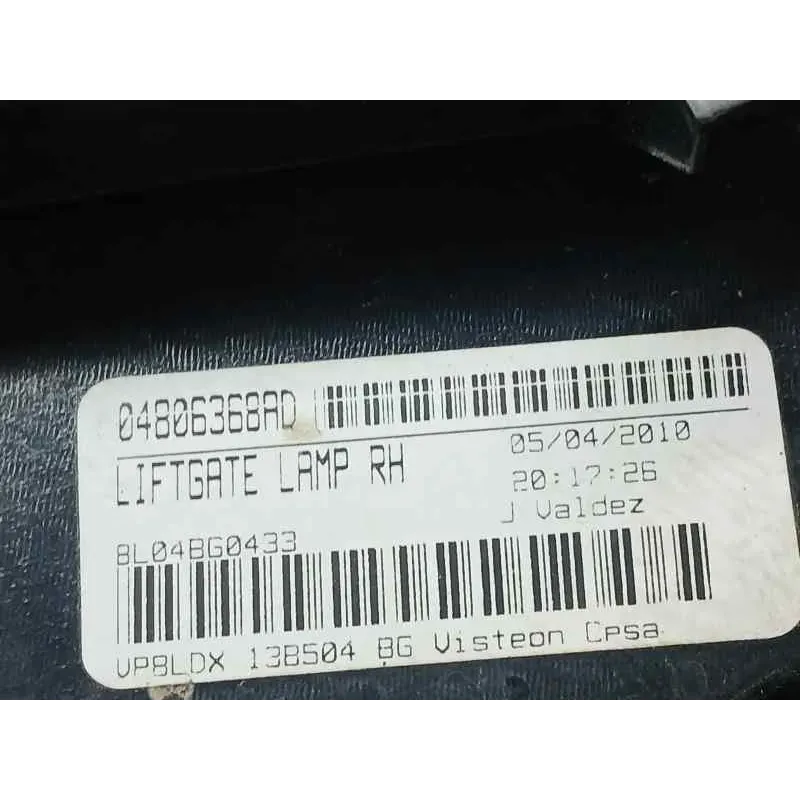 04806368AD
LIFTGATE LAMP RH
05/04/2010
20:17:26
J Valdez
8L04BG0433
VP8LDX 13B504 BG Visteon Cpsa